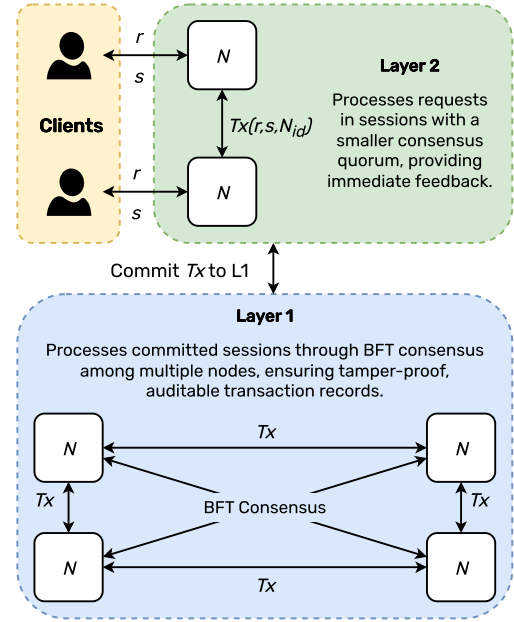 r
s
N
Clients
Tx(r,s,N_id)
r
s
N
Layer 2
Processes requests
in sessions with a
smaller consensus
quorum, providing
immediate feedback.
Commit Tx to L1
Layer 1
Processes committed sessions through BFT consensus
among multiple nodes, ensuring tamper-proof,
auditable transaction records.
N
Tx
N
Tx
BFT Consensus
Tx
N
Tx
N